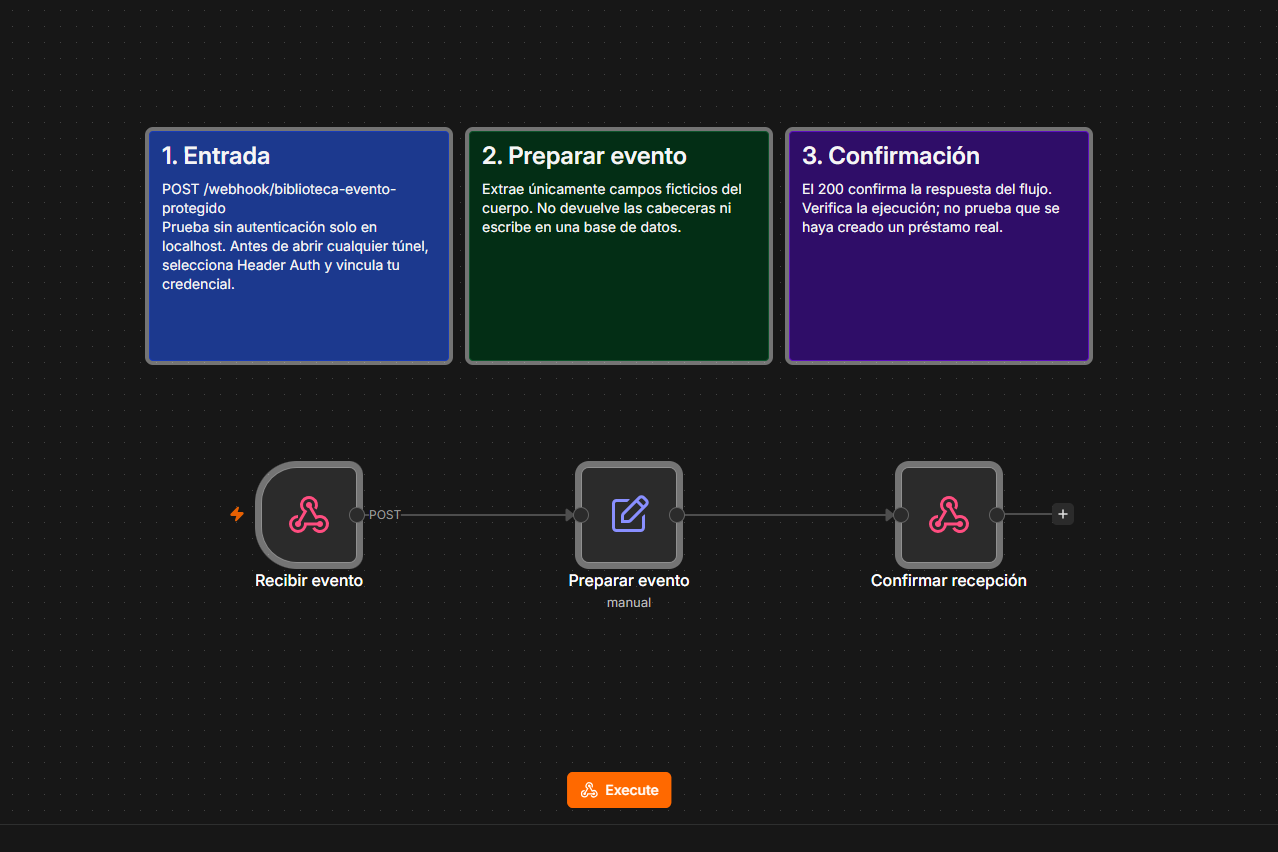 1. Entrada
POST /webhook/biblioteca-evento-
protegido
Prueba sin autenticación solo en
localhost. Antes de abrir cualquier túnel,
selecciona Header Auth y vincula tu
credencial.
2. Preparar evento
Extrae únicamente campos ficticios del
cuerpo. No devuelve las cabeceras ni
escribe en una base de datos.
3. Confirmación
El 200 confirma la respuesta del flujo.
Verifica la ejecución; no prueba que se
haya creado un préstamo real.
POST
Recibir evento
Preparar evento
manual
Confirmar recepción
Execute